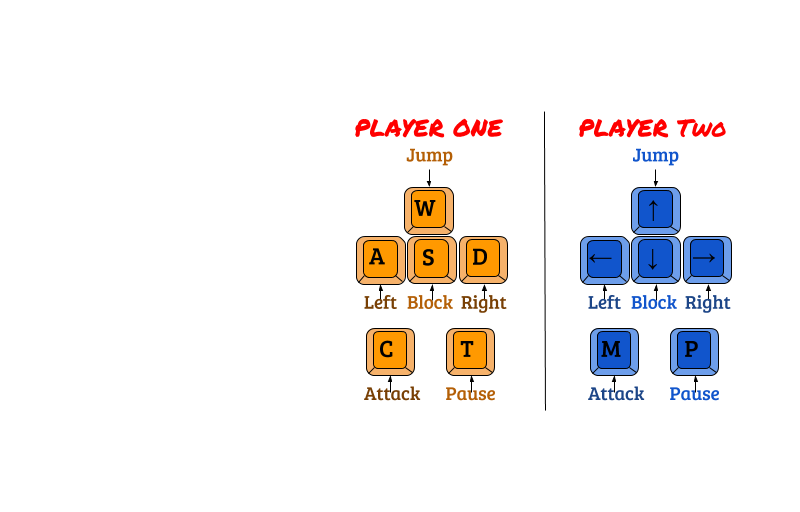 PLAYER ONE
Jump
W
A S D
Left Block Right
C T
Attack Pause
PLAYER Two
Jump
↑
← ↓ →
Left Block Right
M P
Attack Pause